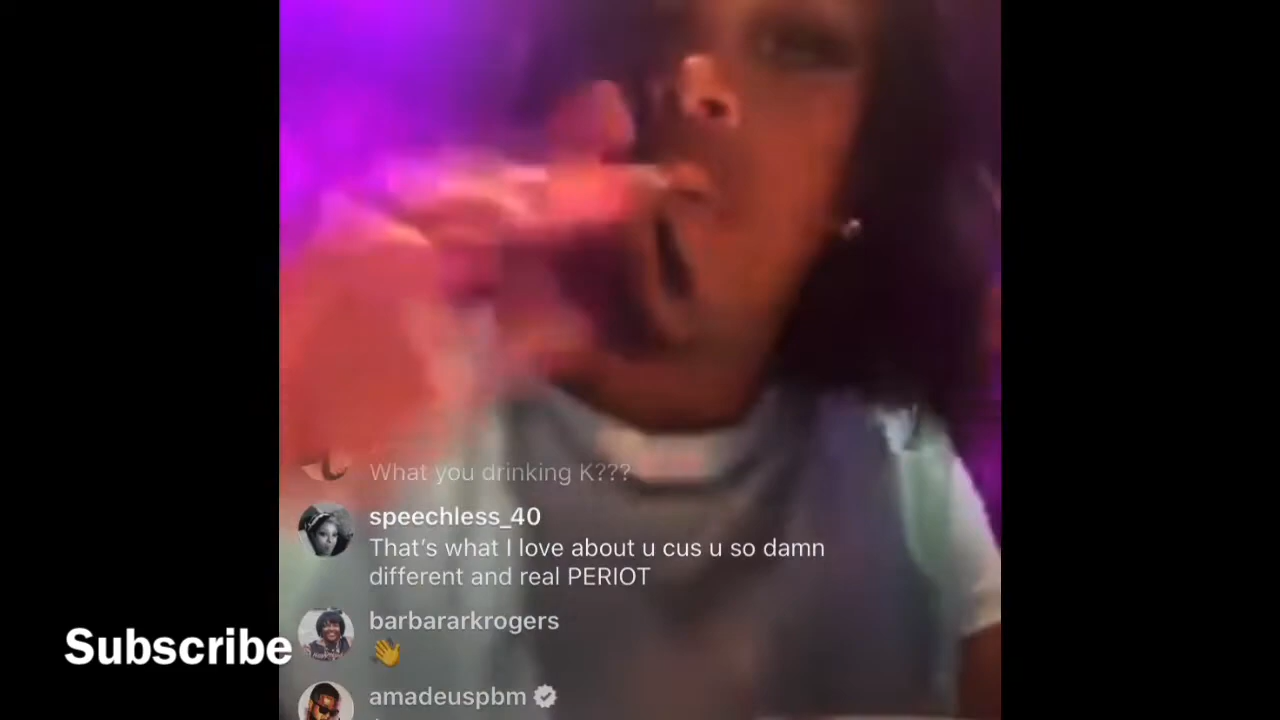 What you drinking K???
speechless_40
That's what I love about u cus u so damn
different and real PERIOT
barbararkrogers
👋
Subscribe
amadeuspbm